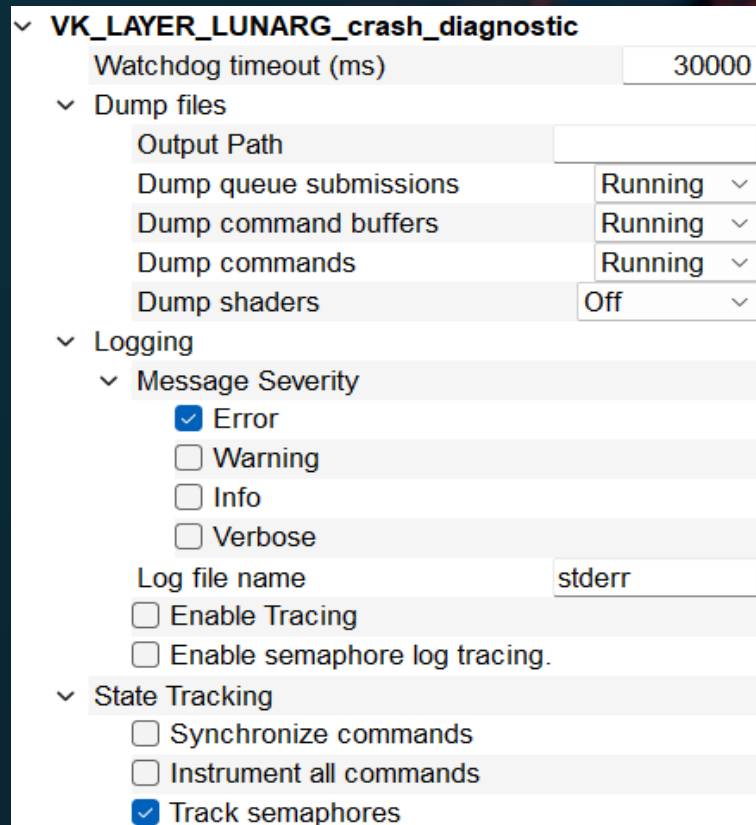 VK_LAYER_LUNARG_crash_diagnostic
Watchdog timeout (ms) 30000
Dump files
Output Path
Dump queue submissions Running
Dump command buffers Running
Dump commands Running
Dump shaders Off
Logging
Message Severity
Error
Warning
Info
Verbose
Log file name stderr
Enable Tracing
Enable semaphore log tracing.
State Tracking
Synchronize commands
Instrument all commands
Track semaphores